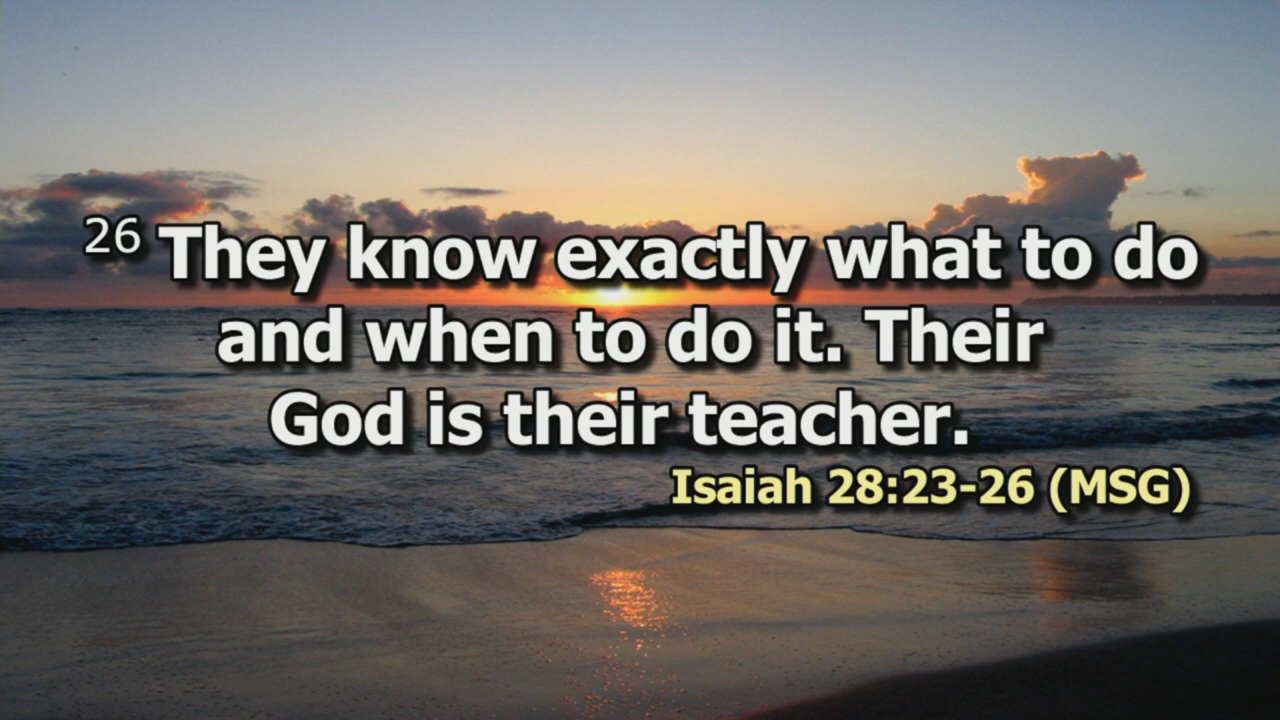 26 They know exactly what to do
and when to do it. Their
God is their teacher.
Isaiah 28:23-26 (MSG)